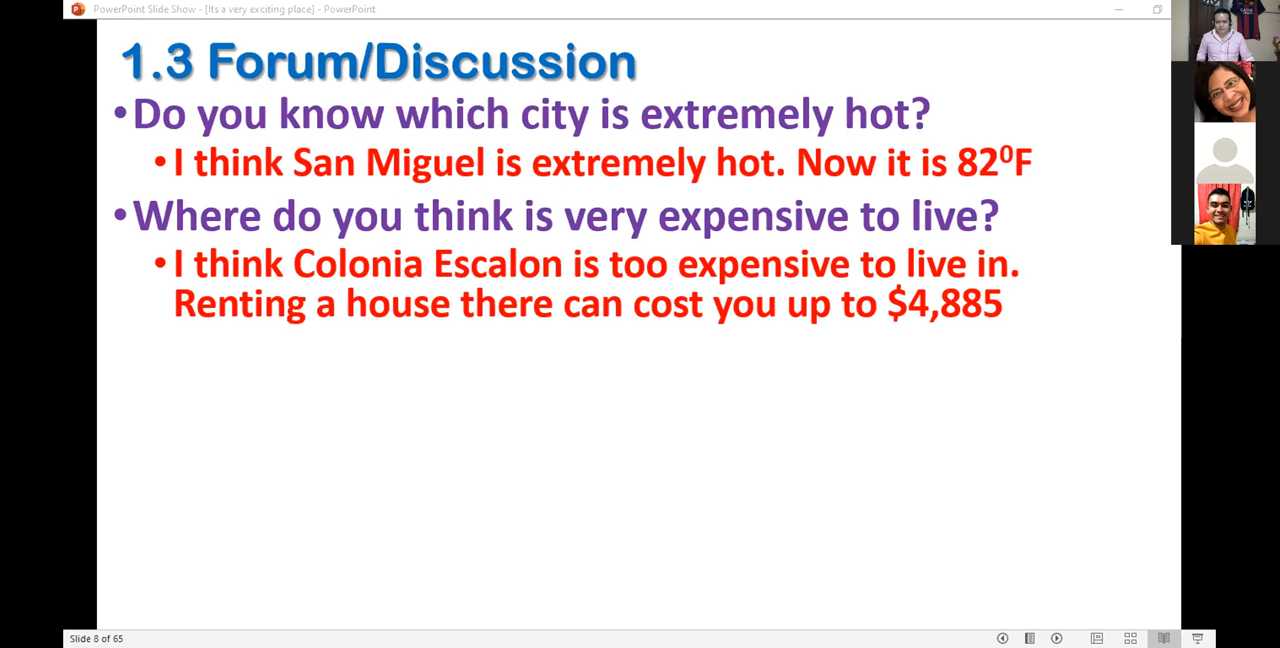 PowerPoint Slide Show - [Its a very exciting place] - PowerPoint
1.3 Forum/Discussion
•Do you know which city is extremely hot?
•I think San Miguel is extremely hot. Now it is 82⁰F
•Where do you think is very expensive to live?
•I think Colonia Escalon is too expensive to live in.
Renting a house there can cost you up to $4,885
Slide 8 of 65